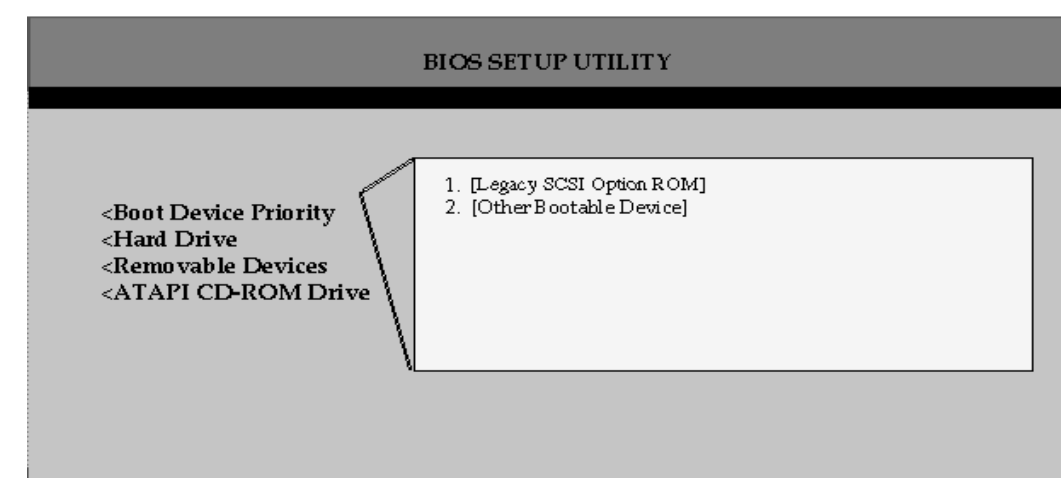 BIOS SETUP UTILITY
<Boot Device Priority
<Hard Drive
<Removable Devices
<ATAPI CD-ROM Drive
1. [Legacy SCSI Option ROM]
2. [Other Bootable Device]